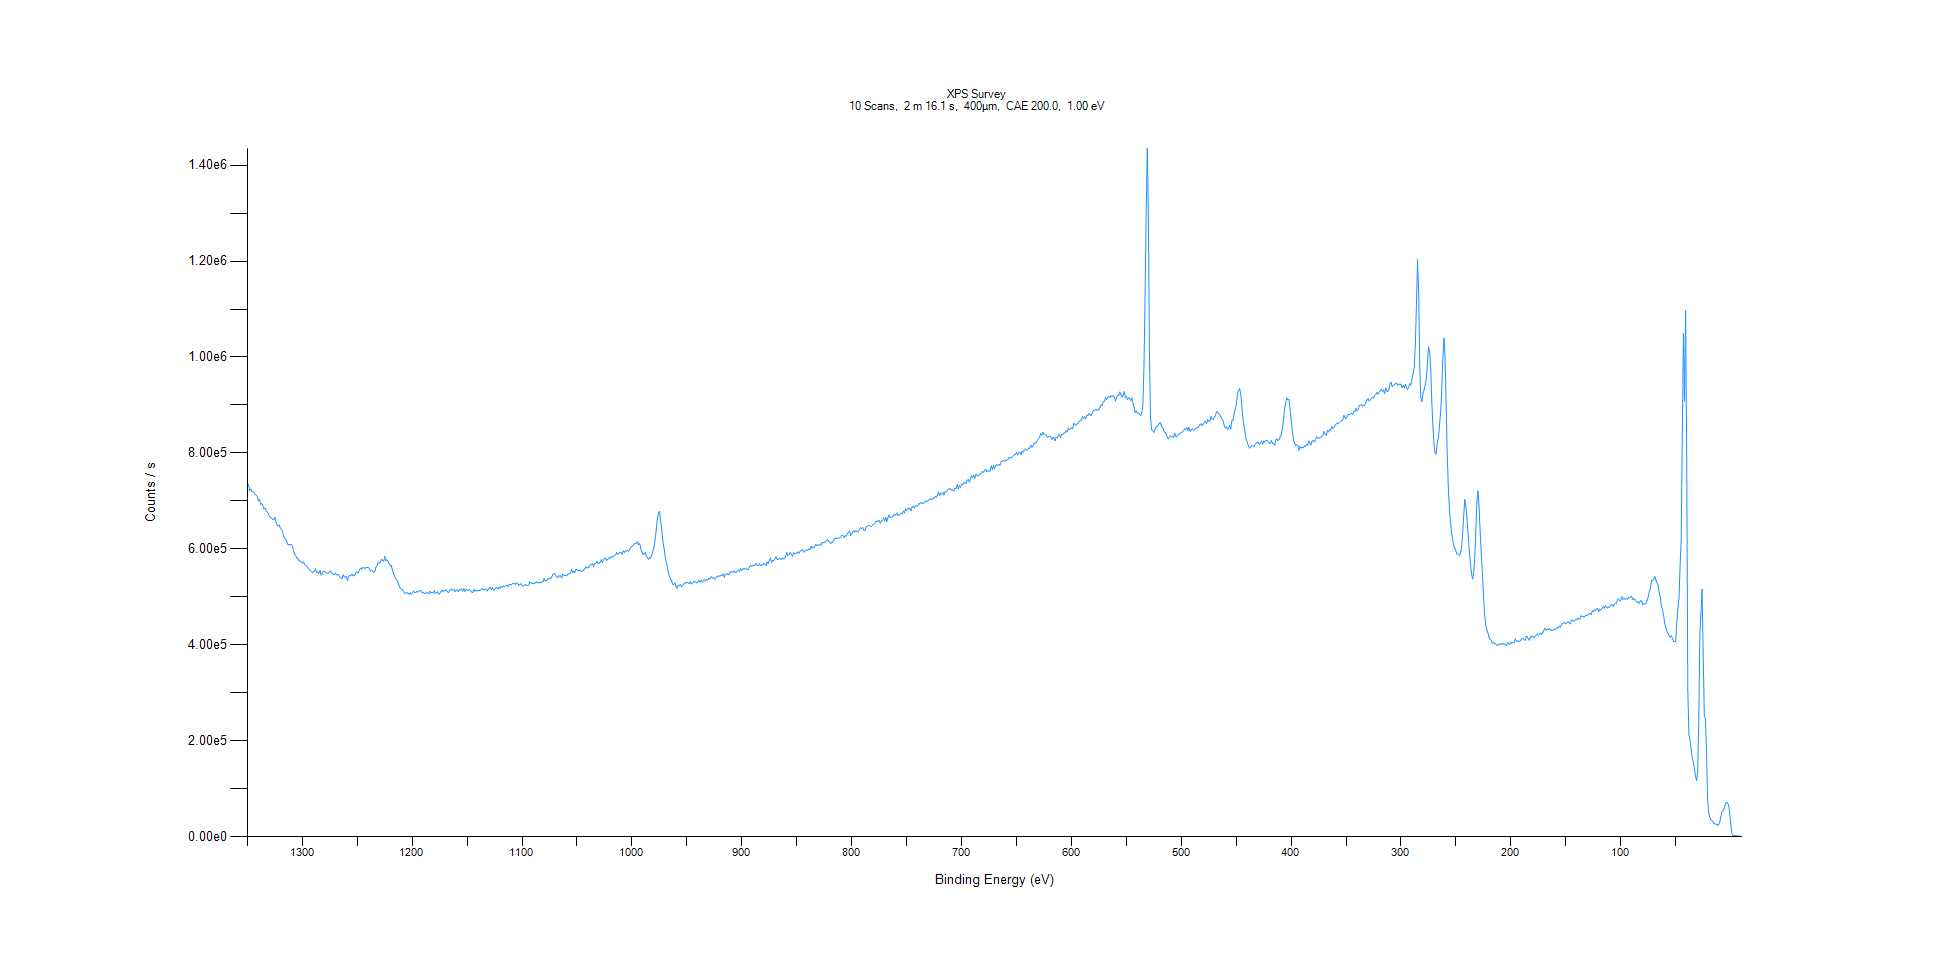 XPS Survey
10 Scans, 2 m 16.1 s, 400µm, CAE 200.0, 1.00 eV
1.40e6
1.20e6
1.00e6
8.00e5
6.00e5
4.00e5
2.00e5
0.00e0
Counts / s
1300 1200 1100 1000 900 800 700 600 500 400 300 200 100
Binding Energy (eV)